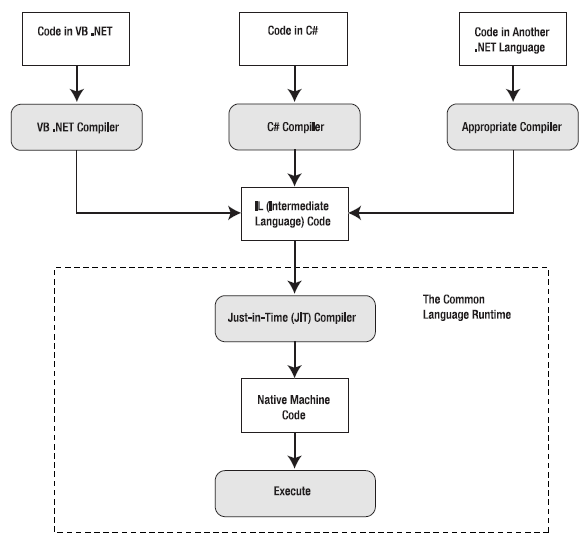 Code in VB .NET
Code in C#
Code in Another
.NET Language
VB .NET Compiler
C# Compiler
Appropriate Compiler
IL (Intermediate
Language) Code
The Common
Language Runtime
Just-in-Time (JIT) Compiler
Native Machine
Code
Execute